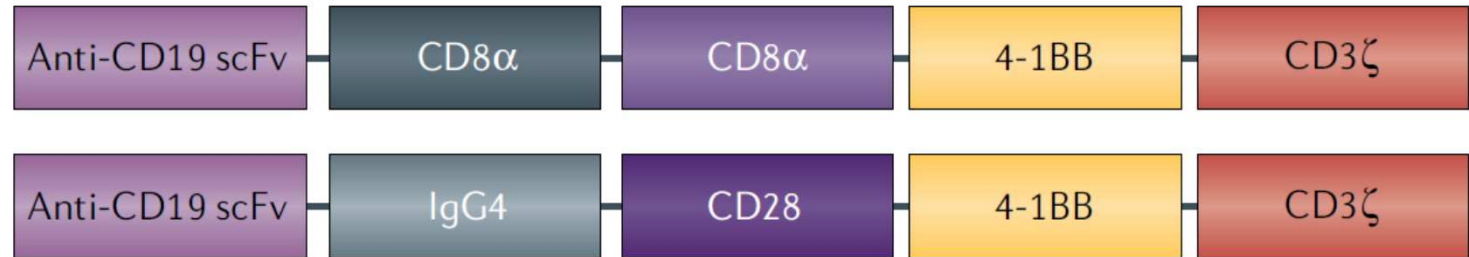 Anti-CD19 scFv CD8α CD8α 4-1BB CD3ζ
Anti-CD19 scFv IgG4 CD28 4-1BB CD3ζ